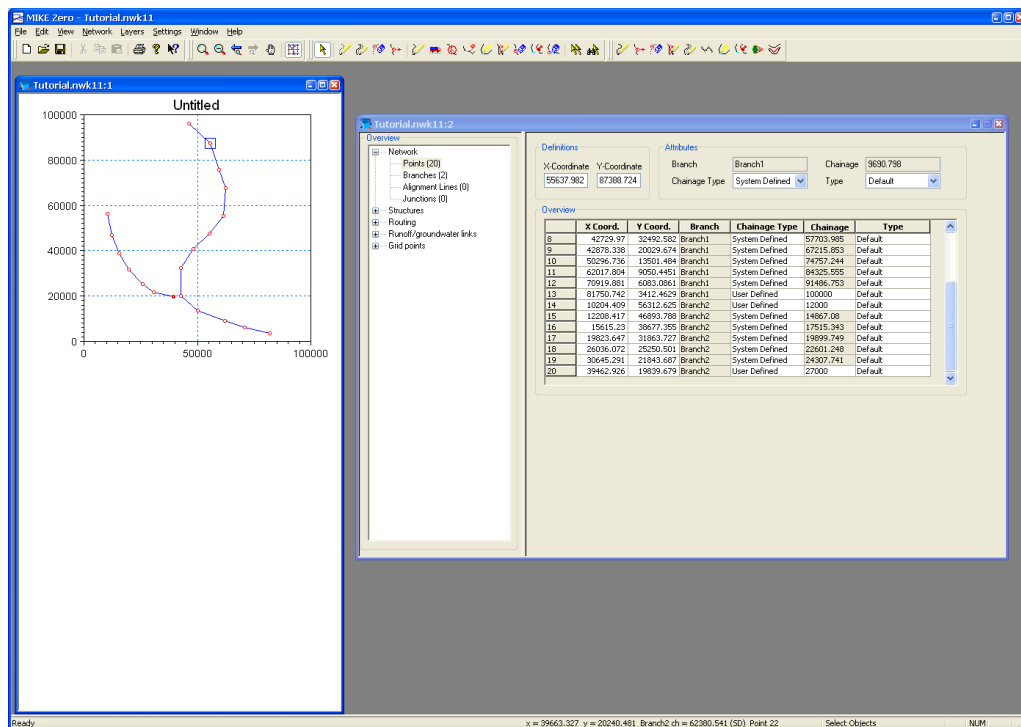 MIKE Zero - Tutorial.nwk11
File Edit View Network Layers Settings Window Help
Tutorial.nwk11:1
Untitled
100000
80000
60000
40000
20000
0
0 50000 100000
Tutorial.nwk11:2
Overview
Network
Points (20)
Branches (2)
Alignment Lines (0)
Junctions (0)
Structures
Routing
Runoff/groundwater links
Grid points
Definitions
X-Coordinate Y-Coordinate
55637.982 87388.724
Attributes
Branch Branch1 Chainage 9690.798
Chainage Type System Defined Type Default
Overview
X Coord. Y Coord. Branch Chainage Type Chainage Type
8 42729.97 32492.582 Branch1 System Defined 57703.985 Default
9 42878.338 20029.674 Branch1 System Defined 67215.853 Default
10 50296.736 13501.484 Branch1 System Defined 74757.244 Default
11 62017.804 9050.4451 Branch1 System Defined 84325.555 Default
12 70919.881 6083.0861 Branch1 System Defined 91486.753 Default
13 81750.742 3412.4629 Branch1 User Defined 100000 Default
14 10204.409 56312.625 Branch2 User Defined 12000 Default
15 12208.417 46893.788 Branch2 System Defined 14867.08 Default
16 15615.23 38677.355 Branch2 System Defined 17515.343 Default
17 19823.647 31863.727 Branch2 System Defined 19899.749 Default
18 26036.072 25250.501 Branch2 System Defined 22601.248 Default
19 30645.291 21843.687 Branch2 System Defined 24307.741 Default
20 39462.926 19839.679 Branch2 User Defined 27000 Default
Ready x = 39663.327 y = 20240.481 Branch2 ch = 62380.541 (SD) Point 22 Select Objects NUM